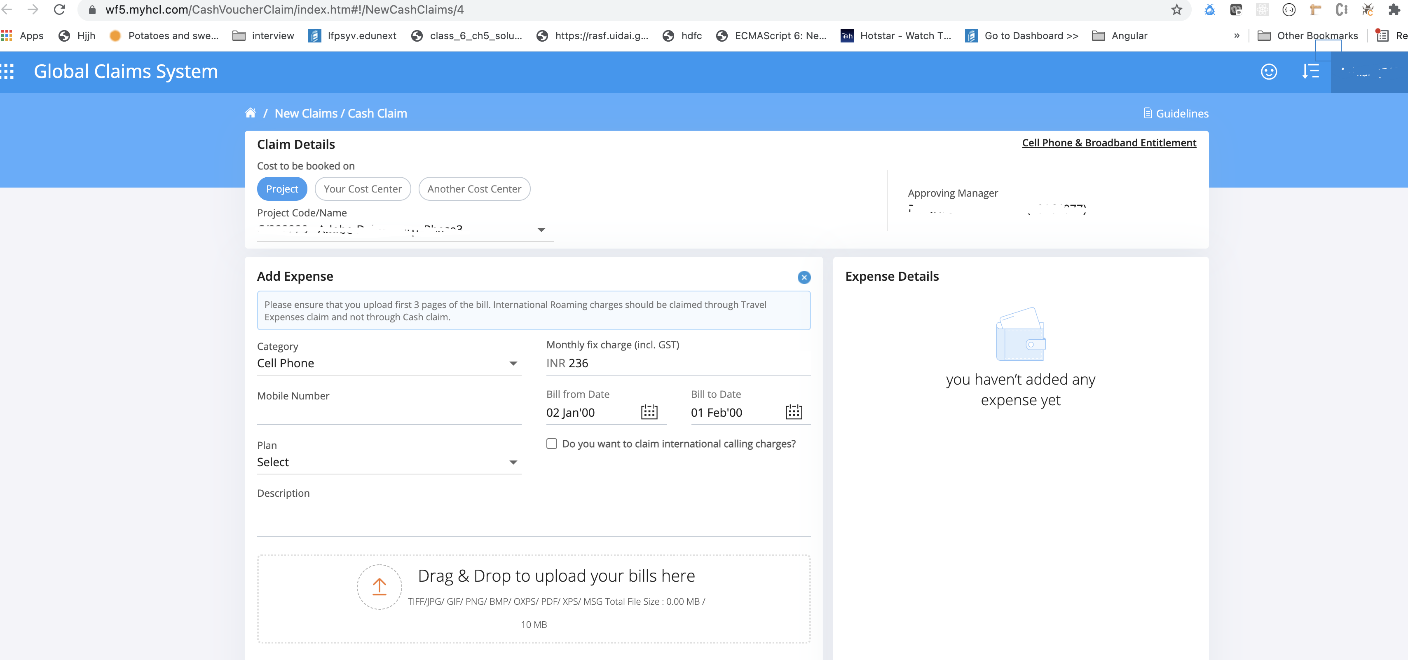 wf5.myhcl.com/CashVoucherClaim/index.htm#!/NewCashClaims/4
Apps Hjjh Potatoes and swe... interview lfpsyv.edunext class_6_ch5_solu... https://rasf.uidai.g... hdfc ECMAScript 6: Ne... Hotstar - Watch T... Go to Dashboard >> Angular » Other Bookmarks Re
Global Claims System
/ New Claims / Cash Claim Guidelines
Claim Details Cell Phone & Broadband Entitlement
Cost to be booked on
Project Your Cost Center Another Cost Center
Approving Manager
Project Code/Name
Add Expense
Please ensure that you upload first 3 pages of the bill. International Roaming charges should be claimed through Travel
Expenses claim and not through Cash claim.
Category Monthly fix charge (incl. GST)
Cell Phone INR 236
Mobile Number Bill from Date Bill to Date
02 Jan'00 01 Feb'00
Plan Do you want to claim international calling charges?
Select
Description
Drag & Drop to upload your bills here
TIFF/JPG/ GIF/ PNG/ BMP/ OXPS/ PDF/ XPS/ MSG Total File Size : 0.00 MB /
10 MB
Expense Details
you haven't added any
expense yet